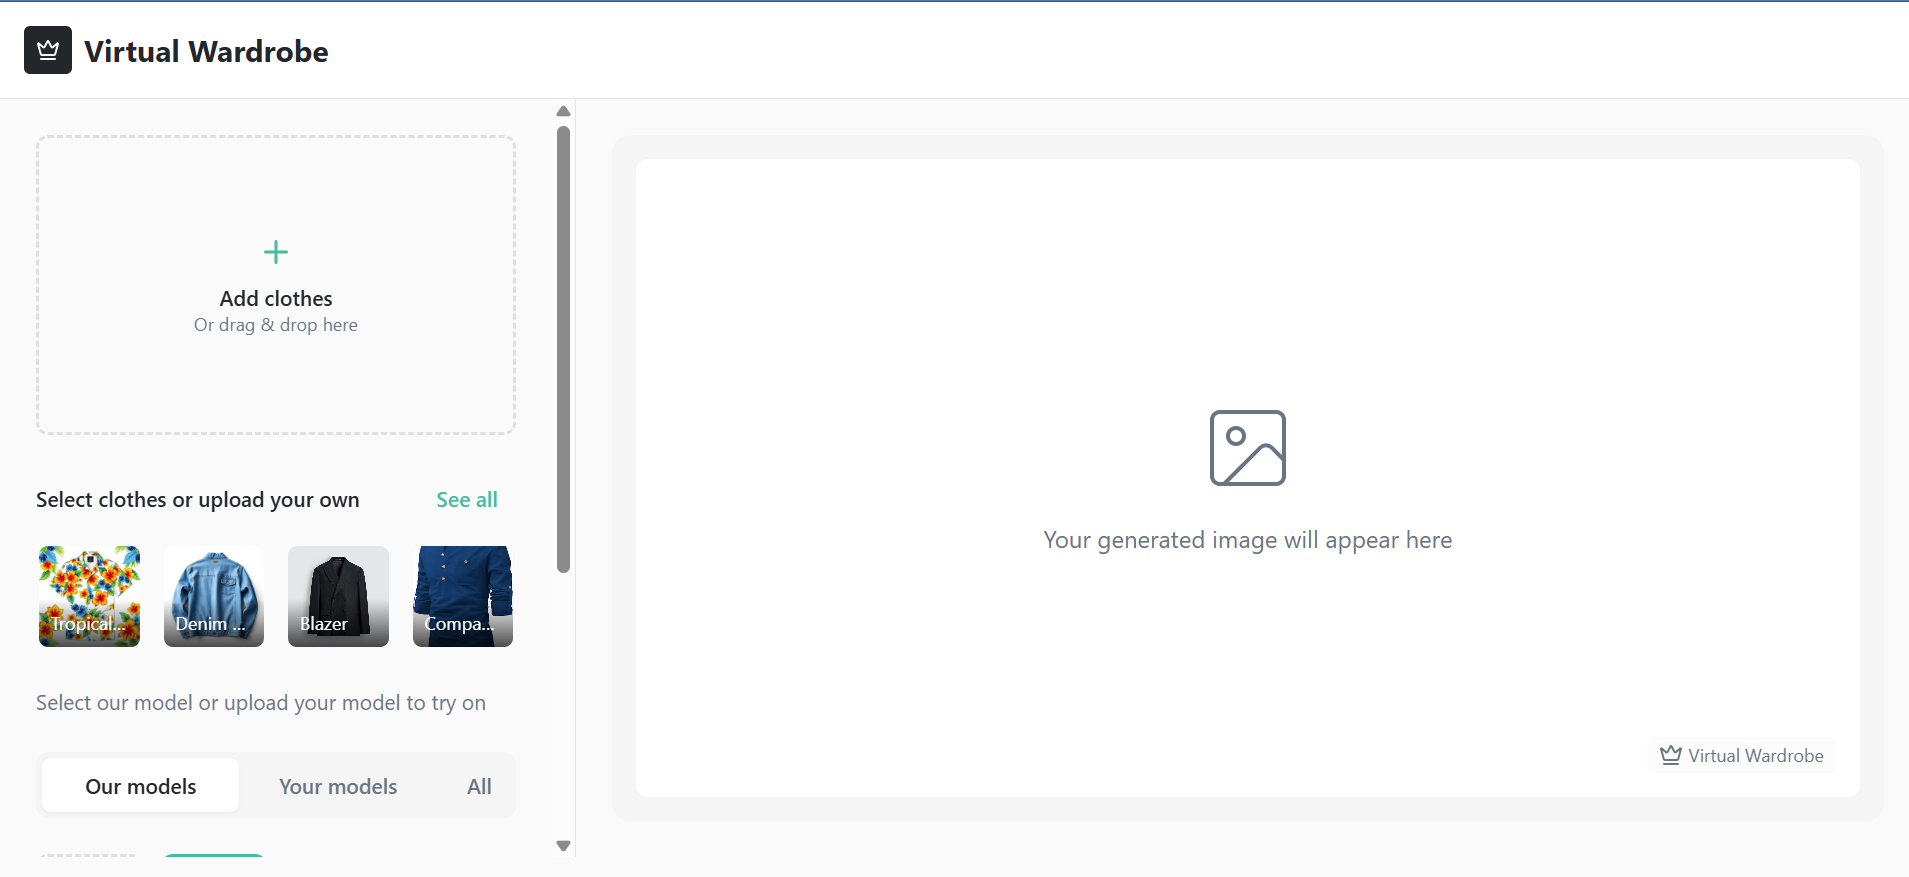 Virtual Wardrobe
Add clothes
Or drag & drop here
Select clothes or upload your own
See all
Tropical...
Denim ...
Blazer
Compa...
Select our model or upload your model to try on
Our models
Your models
All
Your generated image will appear here
Virtual Wardrobe